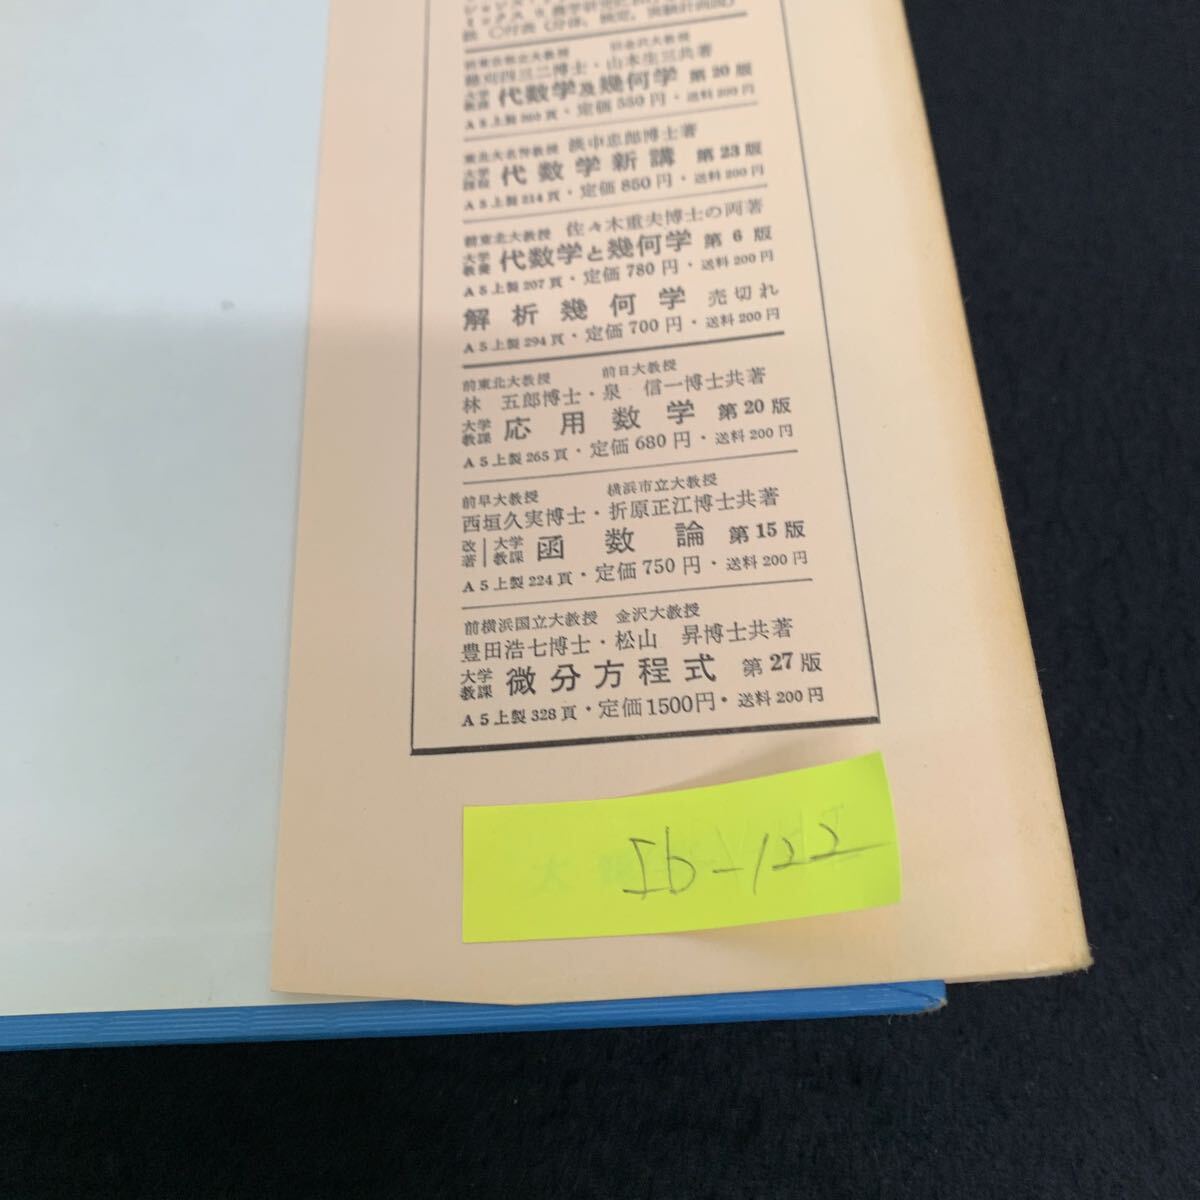 前東北大教授 旧金沢大教授
穂刈四三二博士・山本生三共著
大学教課 代数学及幾何学 第20版
A5上製 頁・定価550円・送料200円
東北大名誉教授 淡中忠郎博士著
大学 代数学新講 第23版
A5上製214頁・定価850円・送料200円
前東北大教授 佐々木重夫博士の両著
大学教養 代数学と幾何学 第6版
A5上製207頁・定価780円・送料200円
解析幾何学 売切れ
A5上製294頁・定価700円・送料200円
前東北大教授 前日大教授
林 五郎博士・泉 信一博士共著
大学教課 応用数学 第20版
A5上製265頁・定価680円・送料200円
前早大教授 横浜市立大教授
西垣久実博士・折原正江博士共著
改著 大学教課 函数論 第15版
A5上製224頁・定価750円・送料200円
前横浜国立大教授 金沢大教授
豊田浩七博士・松山 昇博士共著
大学教課 微分方程式 第27版
A5上製328頁・定価1500円・送料200円
Ib-122